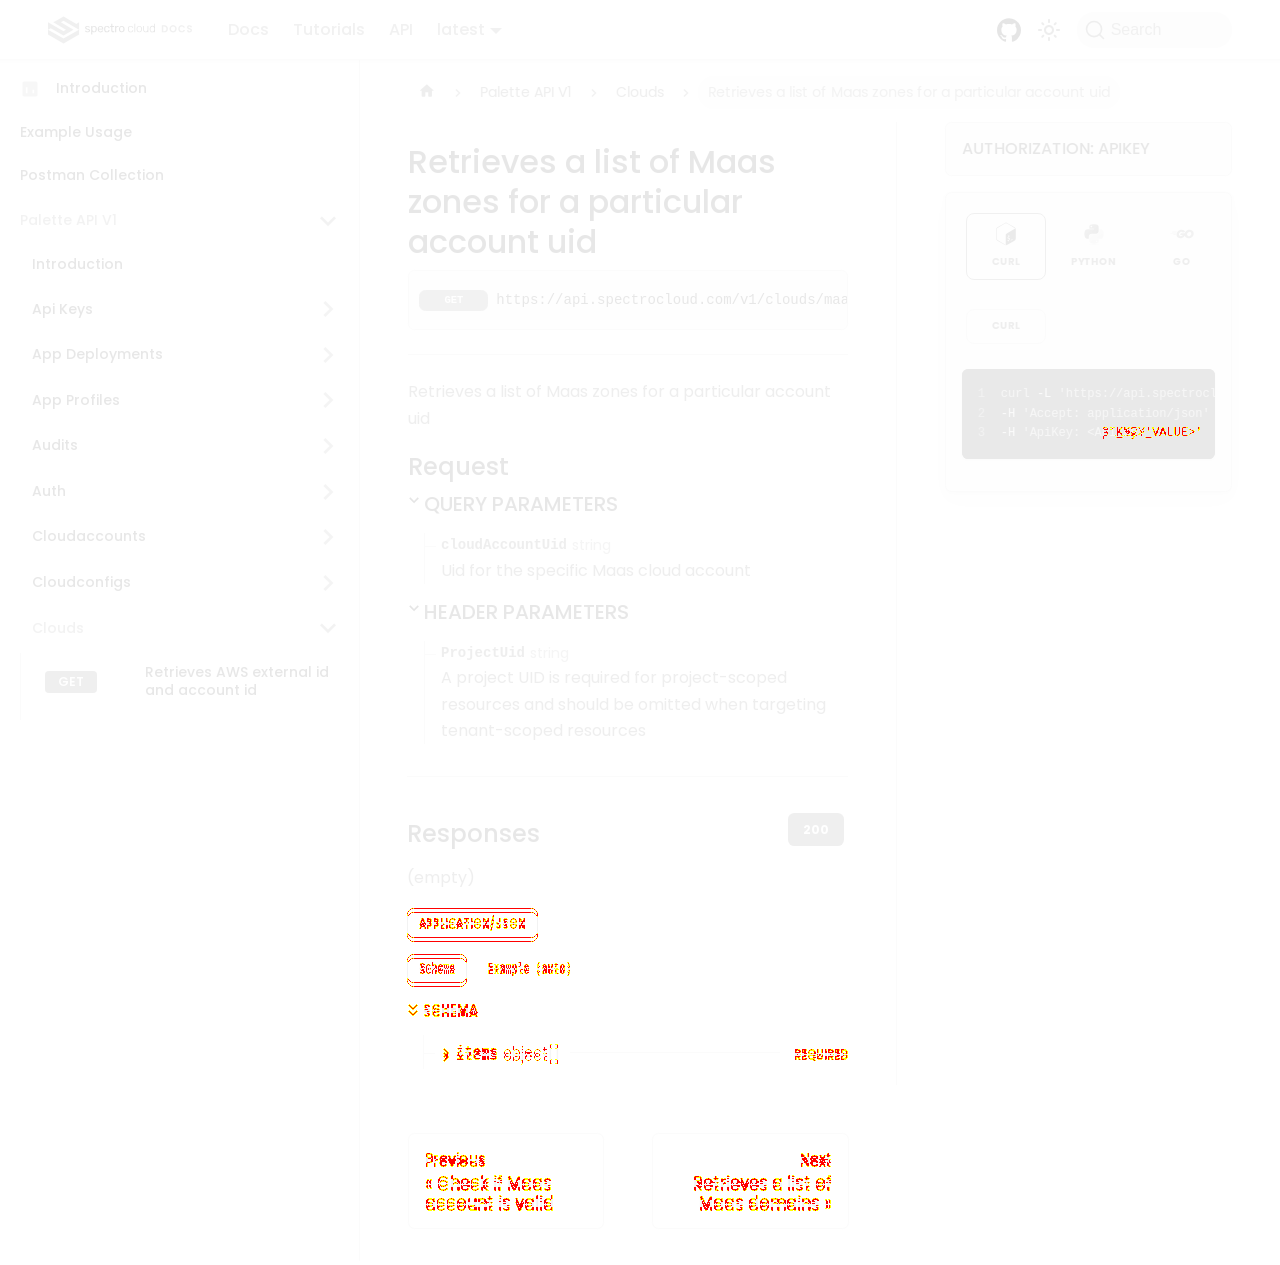 spectro cloud DOCS
Docs
Tutorials
API
latest
Search
Introduction
Example Usage
Postman Collection
Palette API V1
Introduction
Api Keys
App Deployments
App Profiles
Audits
Auth
Cloudaccounts
Cloudconfigs
Clouds
GET
Retrieves AWS external id
and account id
Palette API V1
Clouds
Retrieves a list of Maas zones for a particular account uid
Retrieves a list of Maas
zones for a particular
account uid
GET https://api.spectrocloud.com/v1/clouds/maa
Retrieves a list of Maas zones for a particular account
uid
Request
QUERY PARAMETERS
cloudAccountUid string
Uid for the specific Maas cloud account
HEADER PARAMETERS
ProjectUid string
A project UID is required for project-scoped
resources and should be omitted when targeting
tenant-scoped resources
Responses
200
(empty)
APPLICATION/JSON
Schema
Example (auto)
SCHEMA
items object[]
REQUIRED
Previous
« Check if Maas
account is valid
Next
Retrieves a list of
Maas domains »
AUTHORIZATION: APIKEY
CURL
PYTHON
GO
GO
CURL
1 curl -L 'https://api.spectrocl
2 -H 'Accept: application/json'
3 -H 'ApiKey: